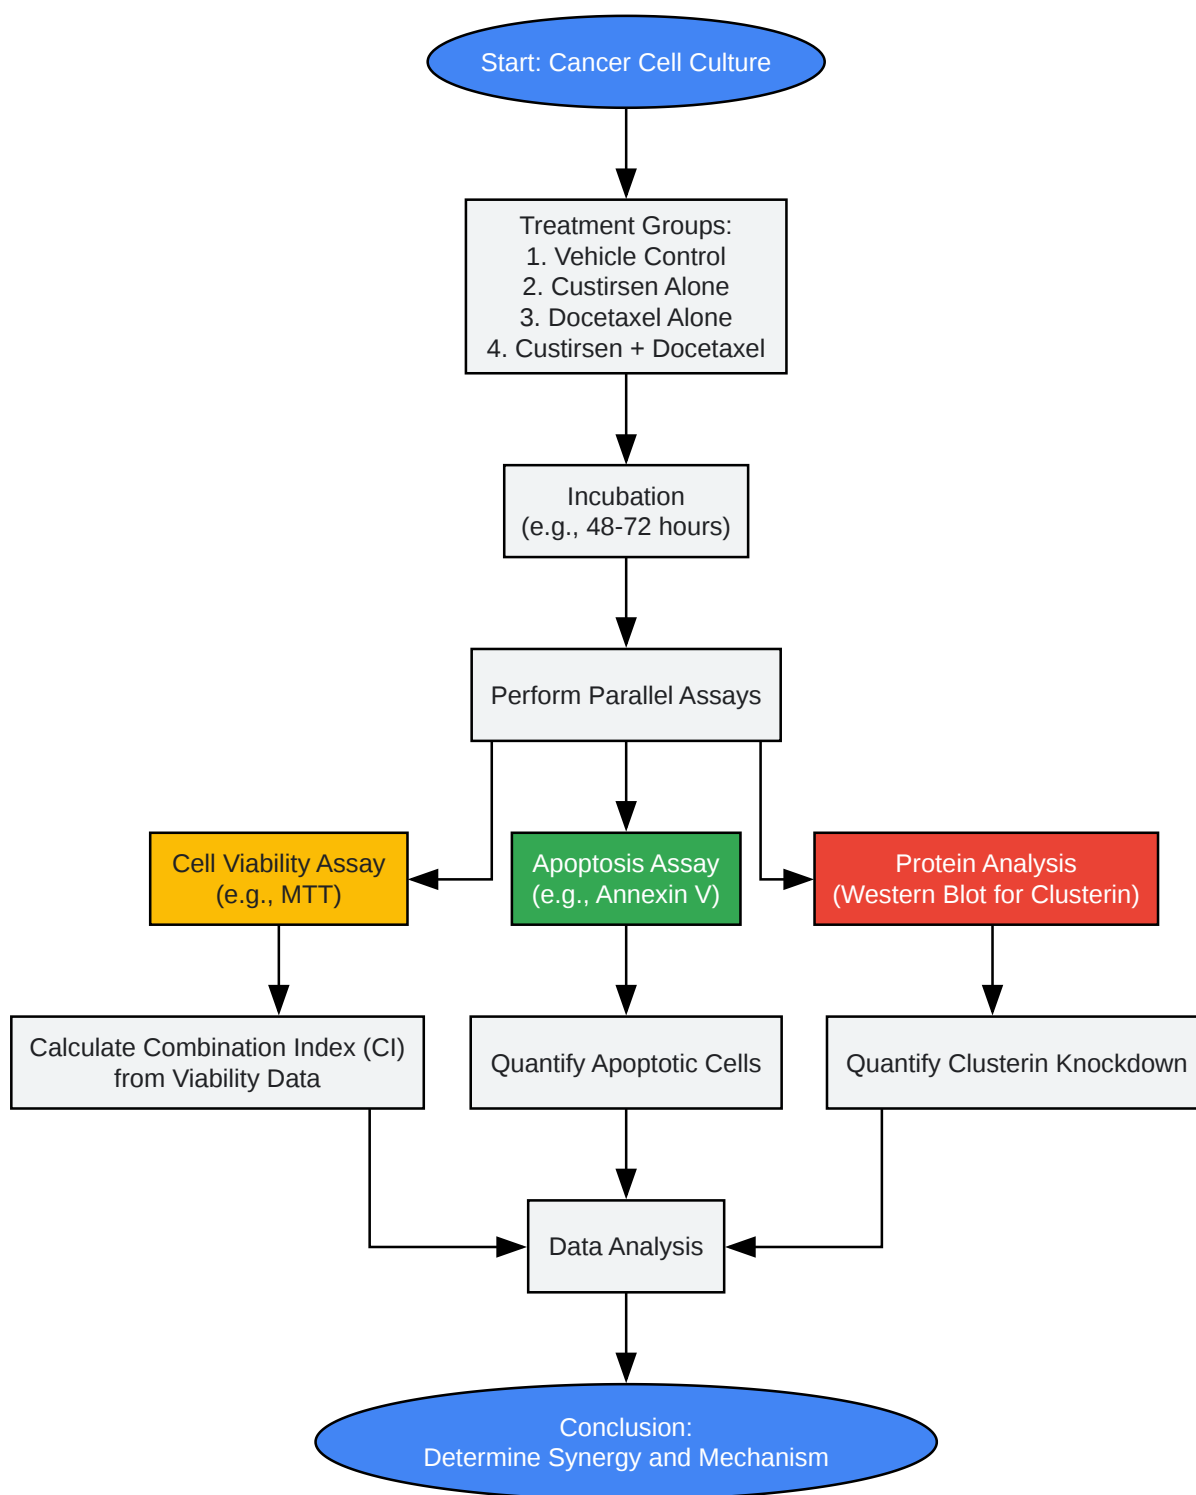 Start: Cancer Cell Culture
Treatment Groups:
1. Vehicle Control
2. Custirsen Alone
3. Docetaxel Alone
4. Custirsen + Docetaxel
Incubation
(e.g., 48-72 hours)
Perform Parallel Assays
Cell Viability Assay
(e.g., MTT)
Apoptosis Assay
(e.g., Annexin V)
Protein Analysis
(Western Blot for Clusterin)
Calculate Combination Index (CI)
from Viability Data
Quantify Apoptotic Cells
Quantify Clusterin Knockdown
Data Analysis
Conclusion:
Determine Synergy and Mechanism